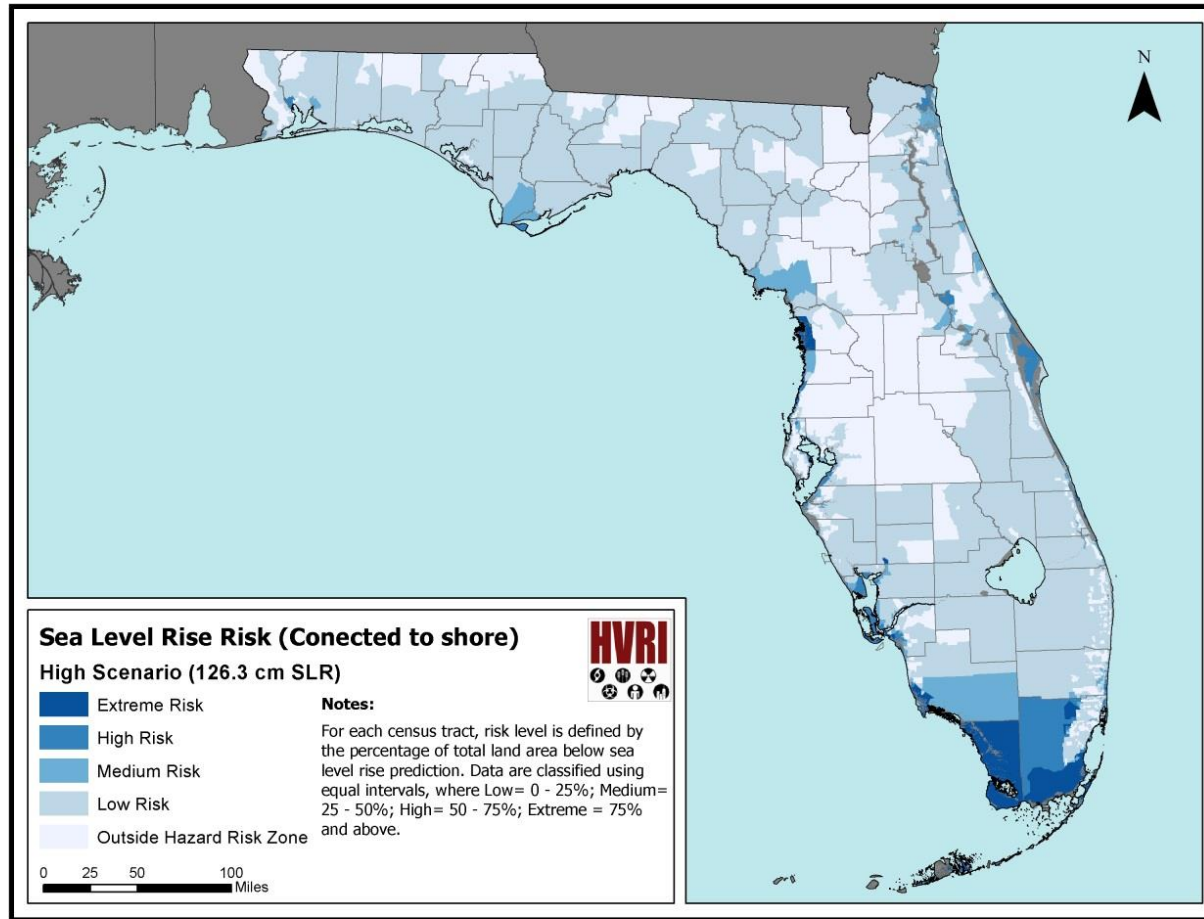 N
Sea Level Rise Risk (Conected to shore)
High Scenario (126.3 cm SLR)
Extreme Risk
High Risk
Medium Risk
Low Risk
Outside Hazard Risk Zone
0 25 50 100
Miles
HVRI
Notes:
For each census tract, risk level is defined by
the percentage of total land area below sea
level rise prediction. Data are classified using
equal intervals, where Low= 0 - 25%; Medium=
25 - 50%; High= 50 - 75%; Extreme = 75%
and above.